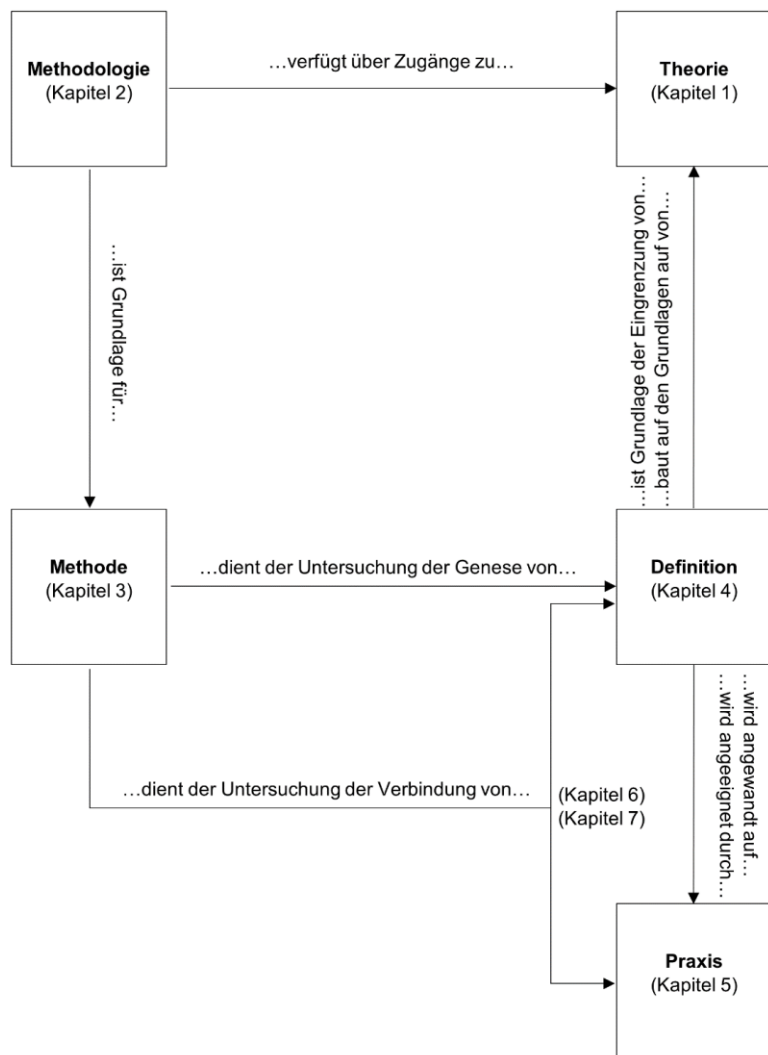 Methodologie
(Kapitel 2)
…verfügt über Zugänge zu…
Theorie
(Kapitel 1)
…ist Grundlage
für…
…ist Grundlage der Eingrenzung von…
…baut auf den Grundlagen auf von…
Methode
(Kapitel 3)
…dient der Untersuchung der Genese von…
Definition
(Kapitel 4)
…dient der Untersuchung der Verbindung von…
(Kapitel 6)
(Kapitel 7)
…wird angewandt auf…
…wird angeeignet durch…
Praxis
(Kapitel 5)